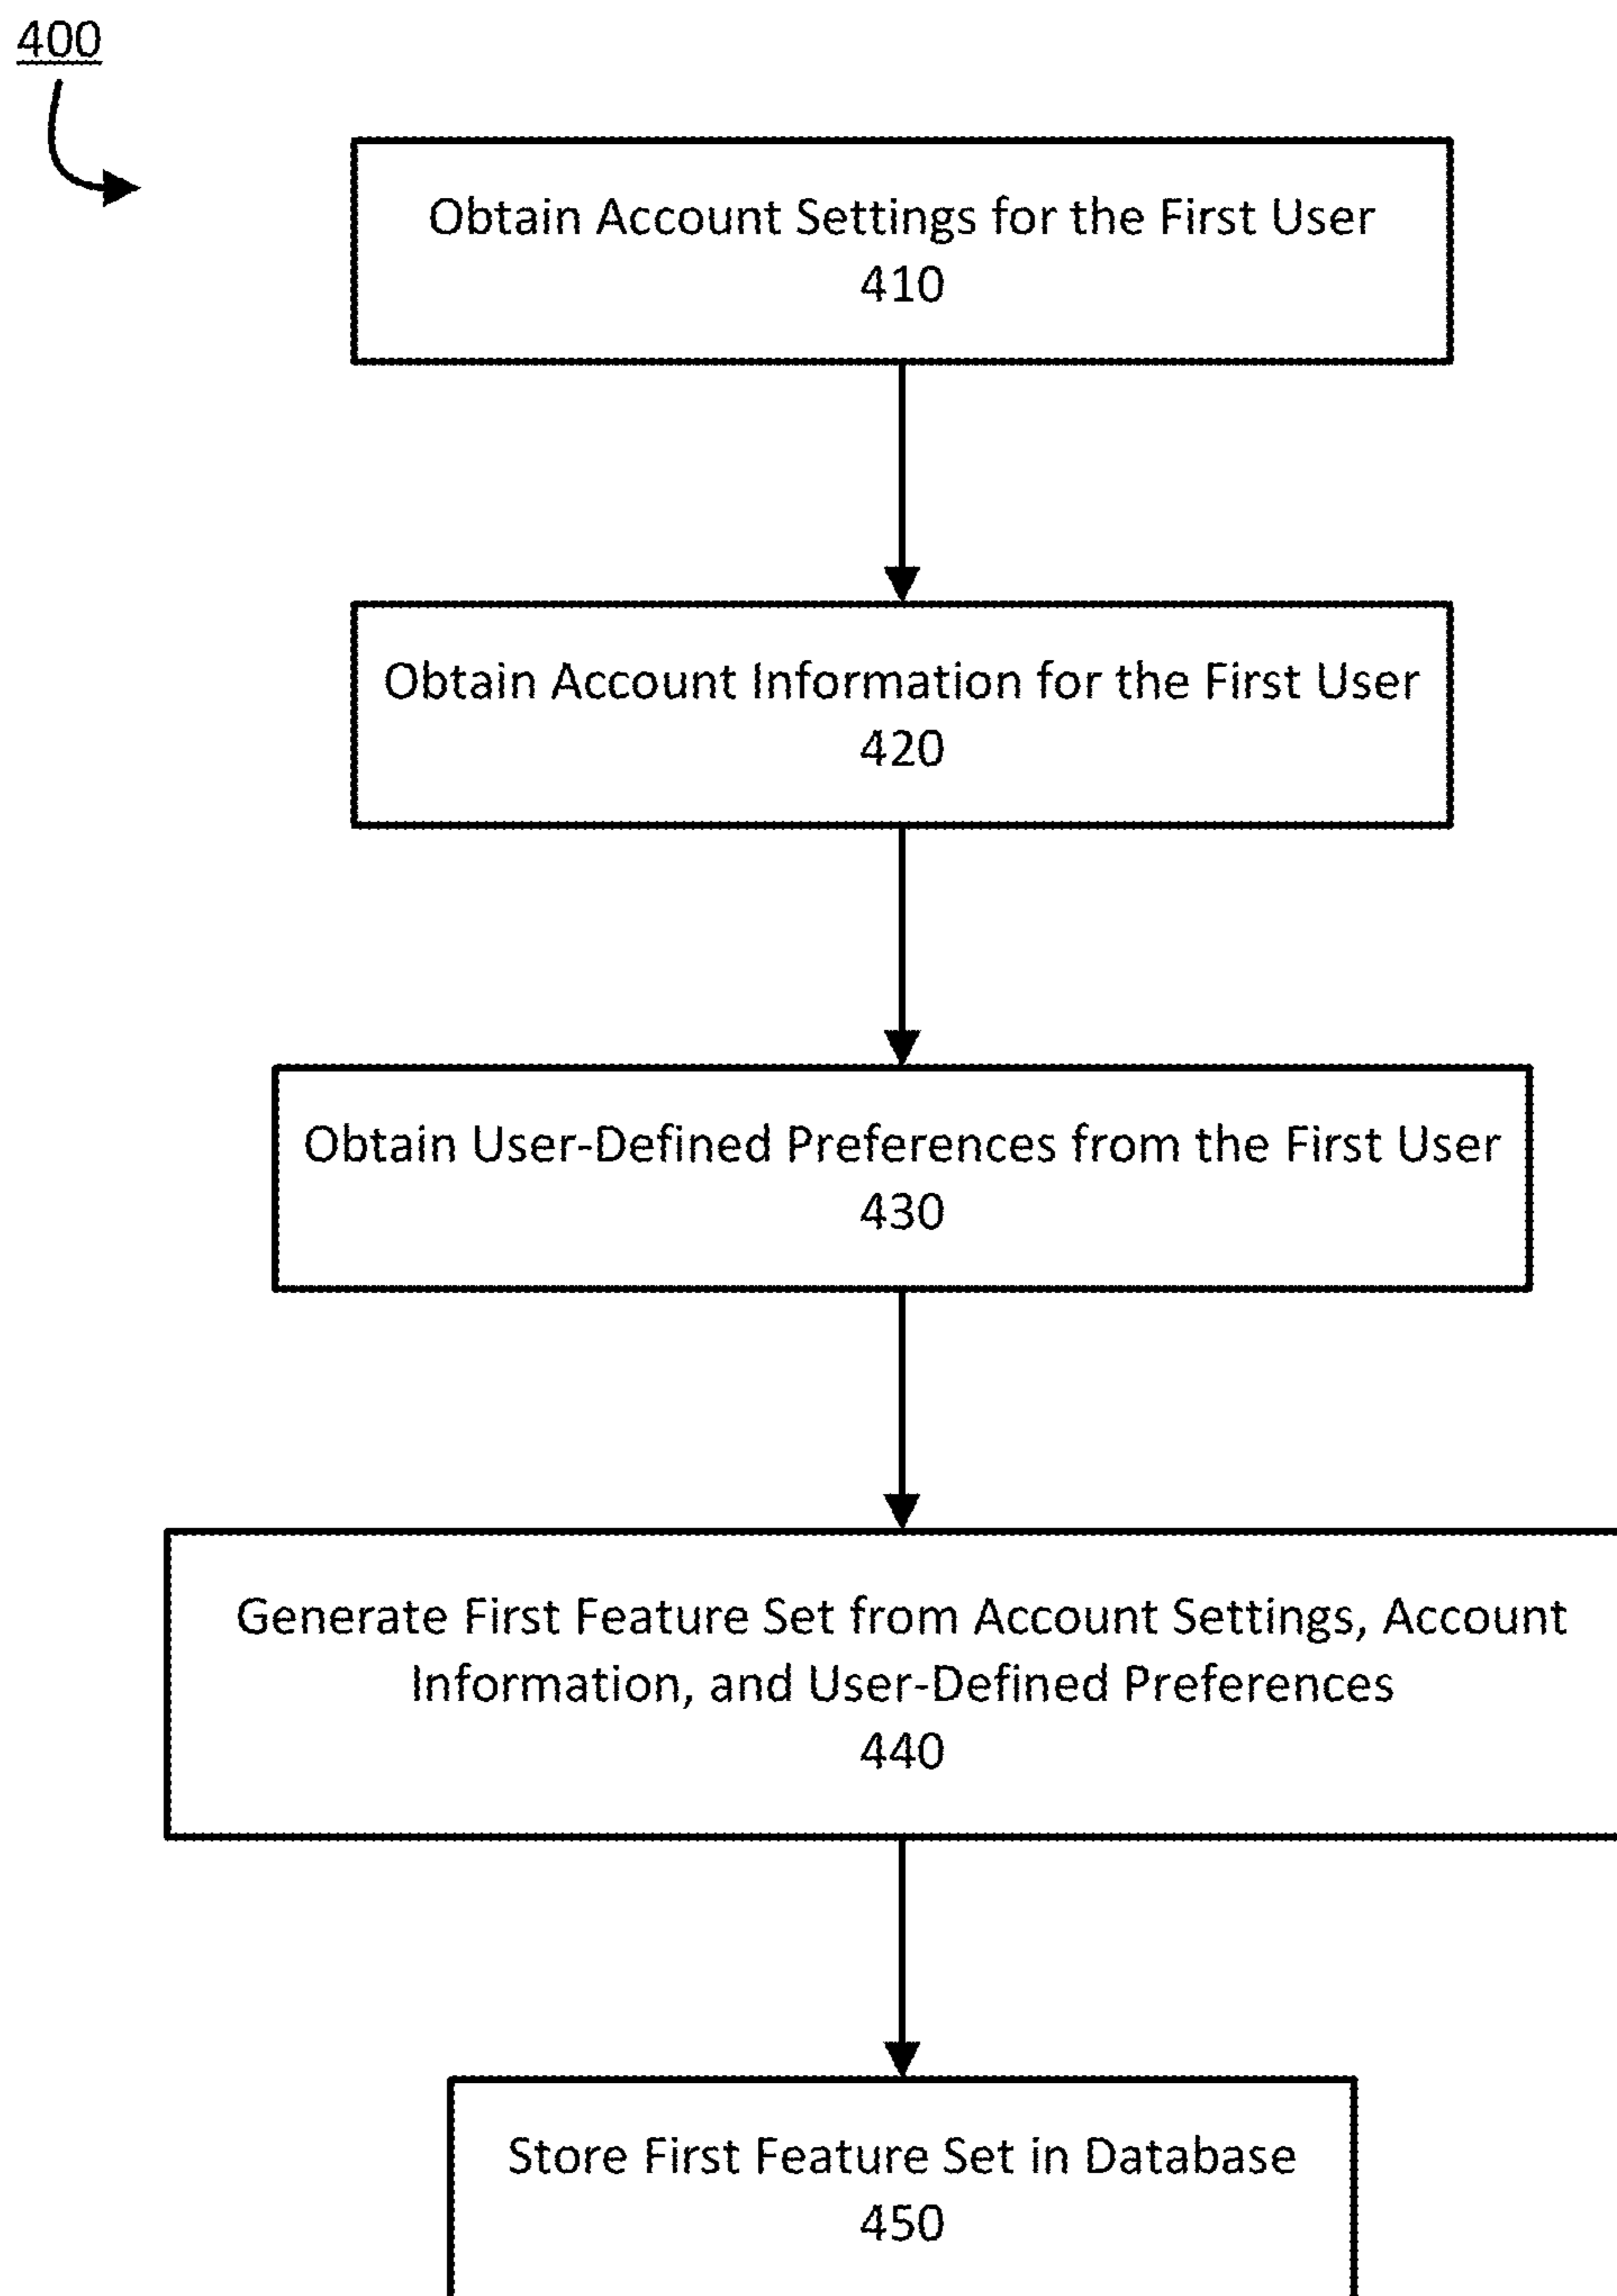 400
Obtain Account Settings for the First User
410
Obtain Account Information for the First User
420
Obtain User-Defined Preferences from the First User
430
Generate First Feature Set from Account Settings, Account
Information, and User-Defined Preferences
440
Store First Feature Set in Database
450